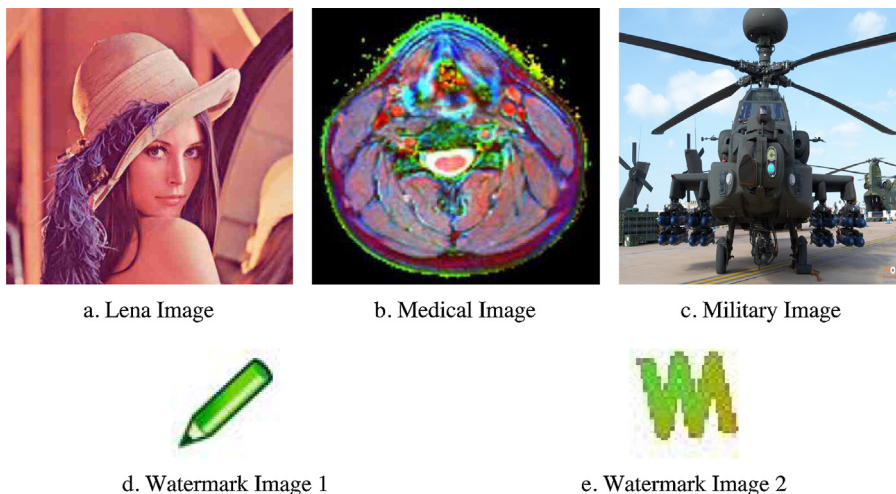 a. Lena Image
b. Medical Image
c. Military Image
d. Watermark Image 1
e. Watermark Image 2